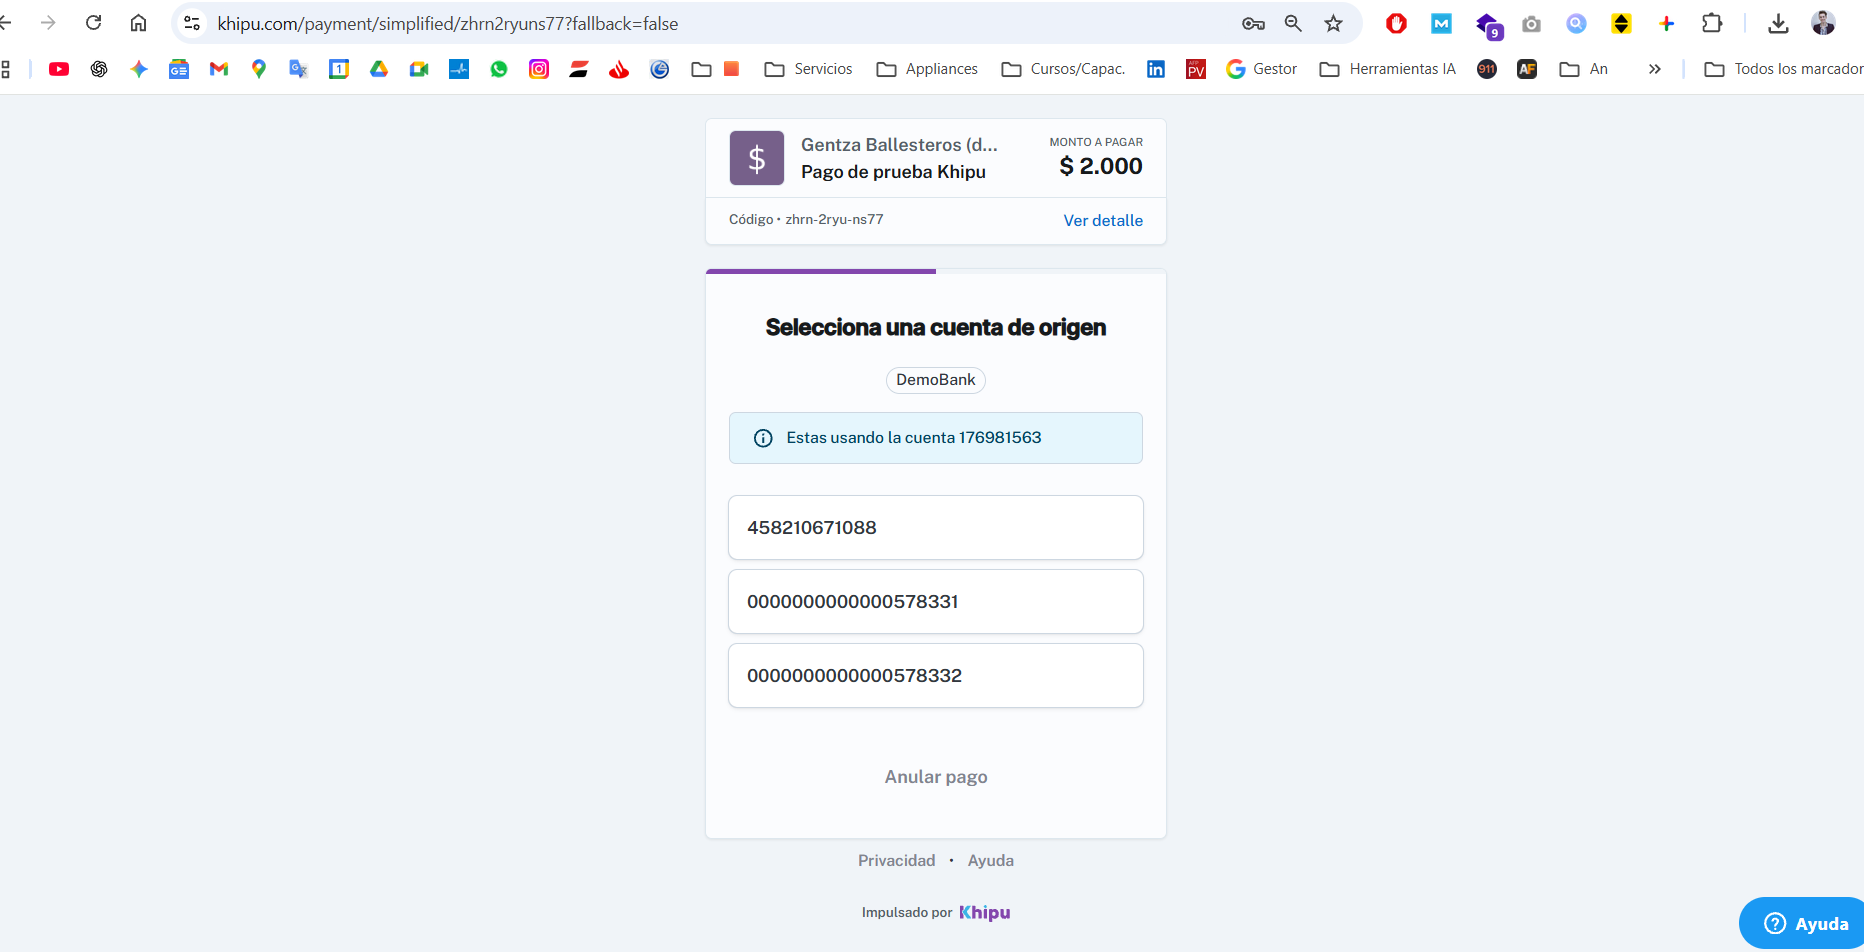 khipu.com/payment/simplified/zhrn2ryuns77?fallback=false
9
Servicios
Appliances
Cursos/Capac.
Gestor
Herramientas IA
An
Todos los marcador
Gentza Ballesteros (d...
MONTO A PAGAR
Pago de prueba Khipu
$ 2.000
Código • zhrn-2ryu-ns77
Ver detalle
Selecciona una cuenta de origen
DemoBank
Estas usando la cuenta 176981563
458210671088
0000000000000578331
0000000000000578332
Anular pago
Privacidad • Ayuda
Impulsado por Khipu
Ayuda